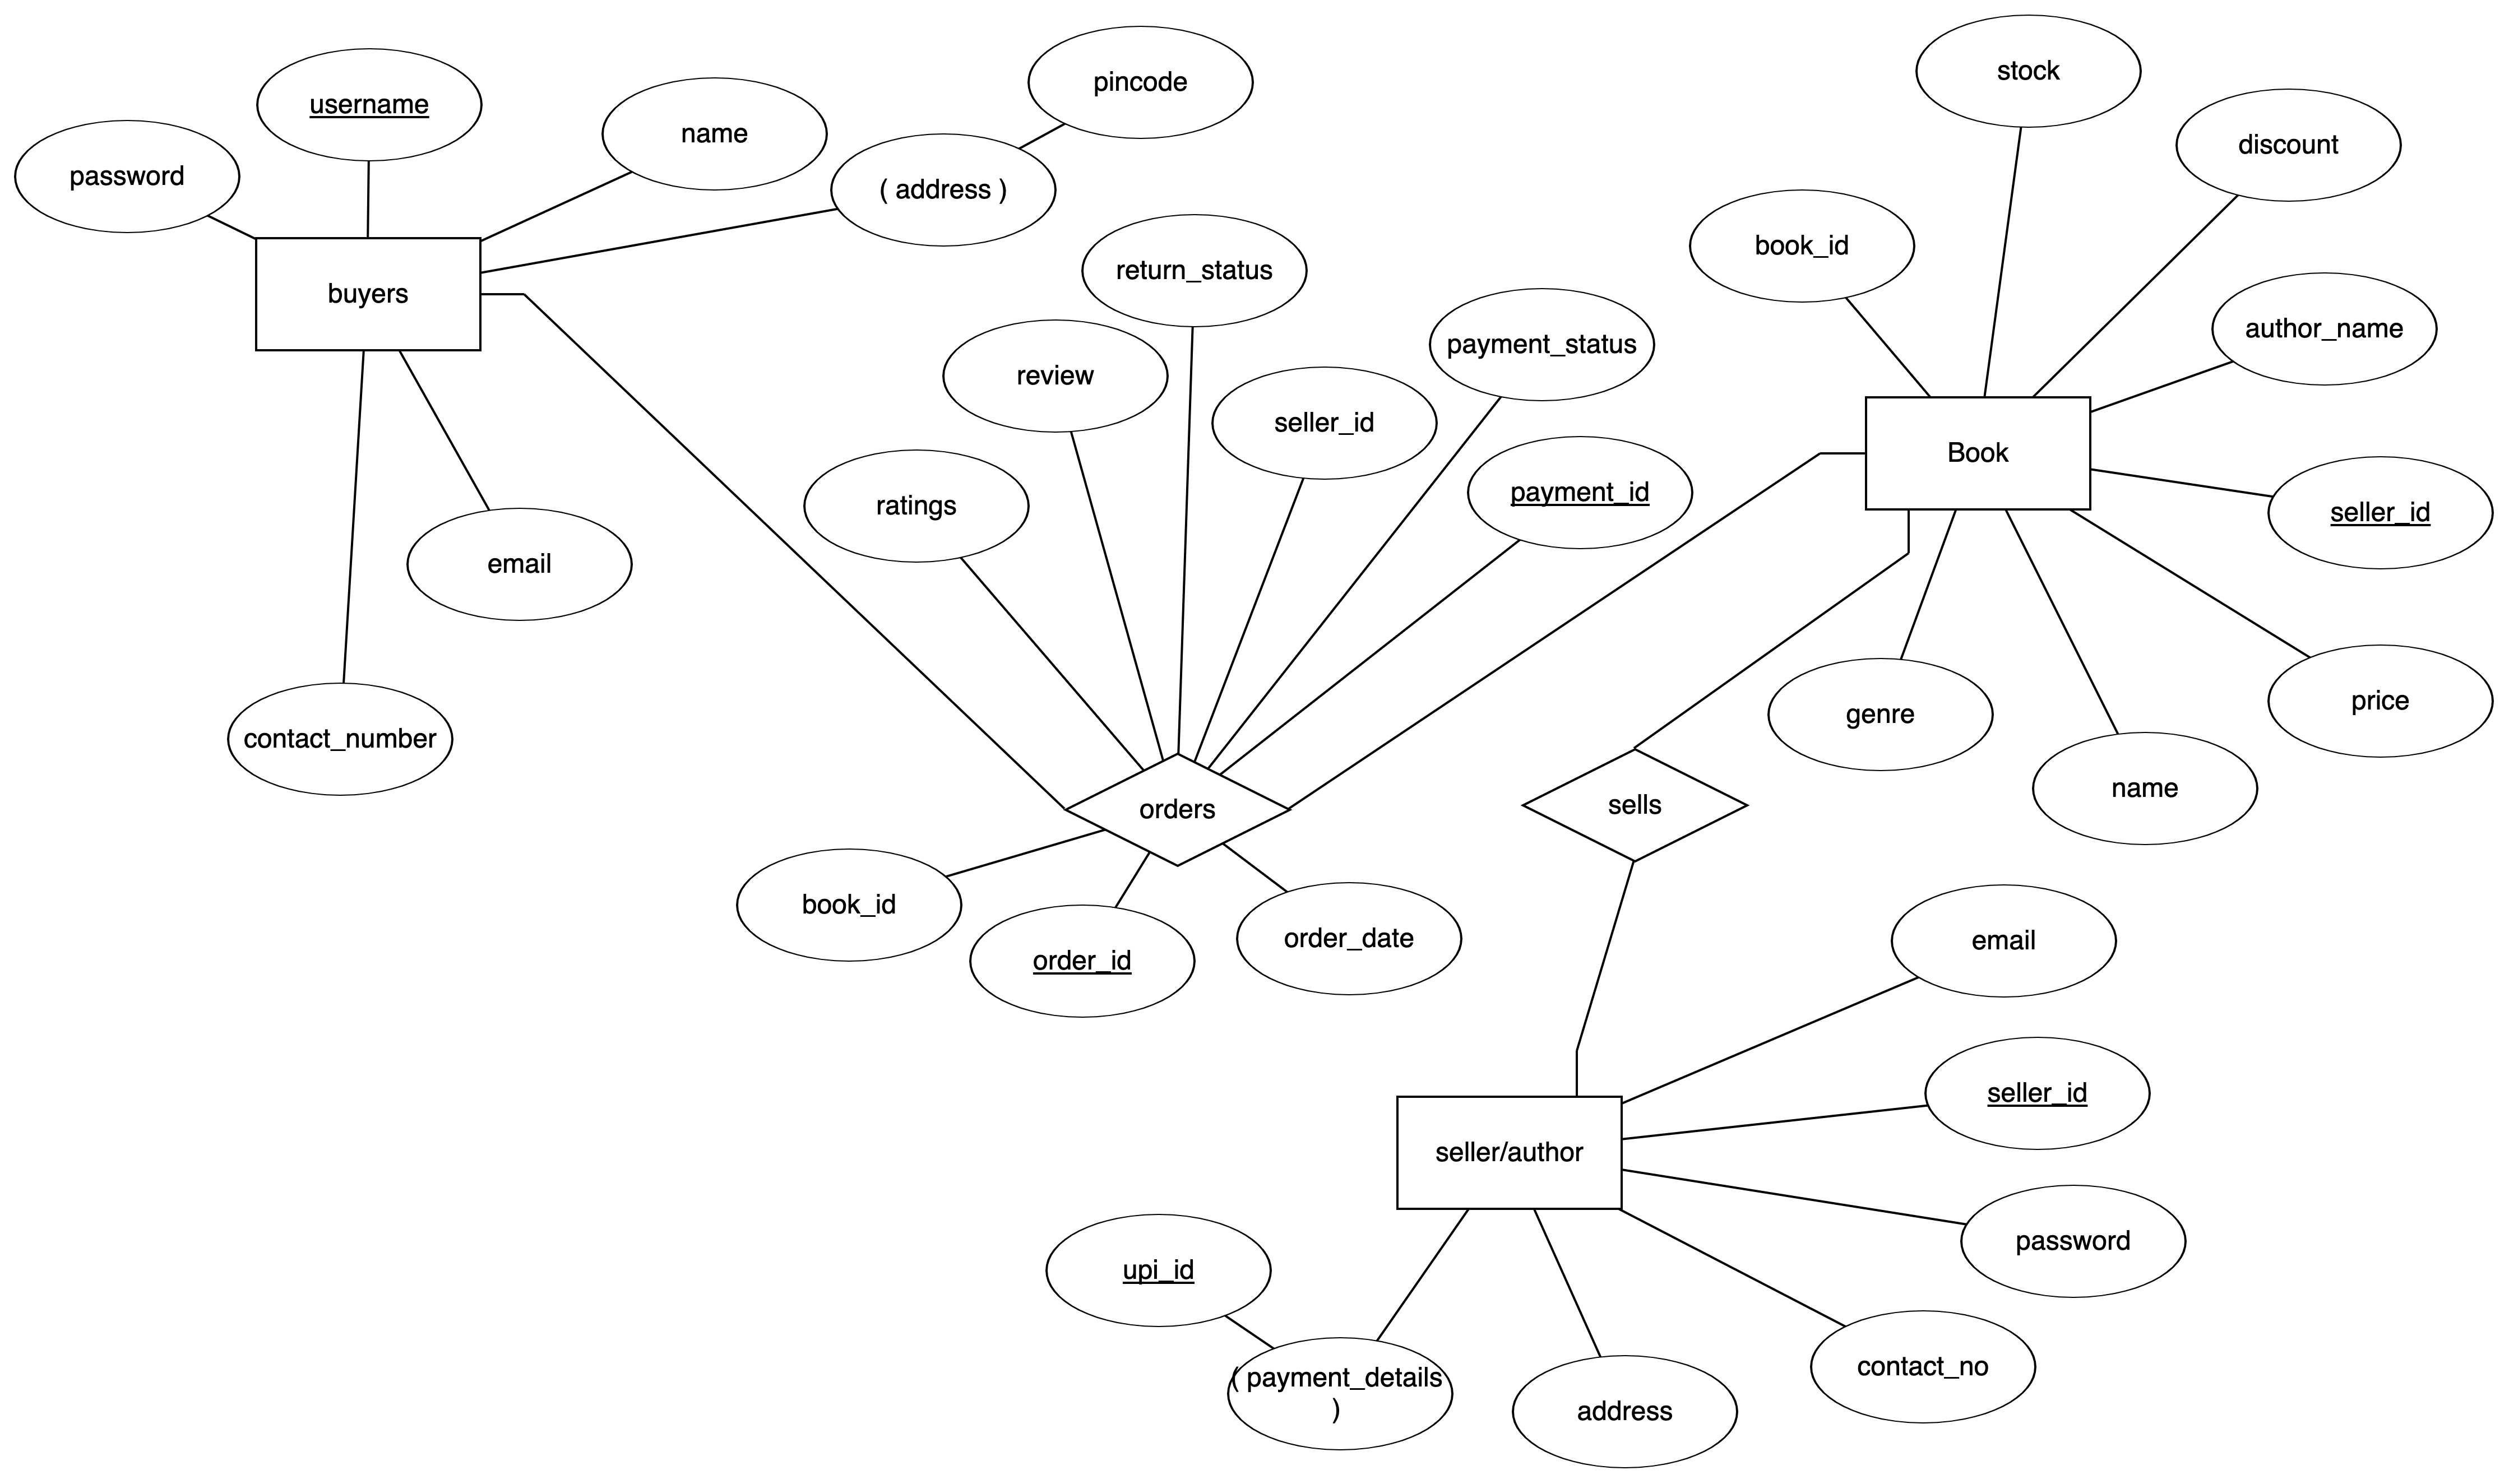 stock
pincode
username
name
discount
password
( address )
book_id
return_status
buyers
author_name
payment_status
review
seller_id
Book
payment_id
ratings
seller_id
email
price
genre
contact_number
name
sells
orders
book_id
order_date
email
order_id
seller_id
seller/author
password
upi_id
contact_no
( payment_details
)
address